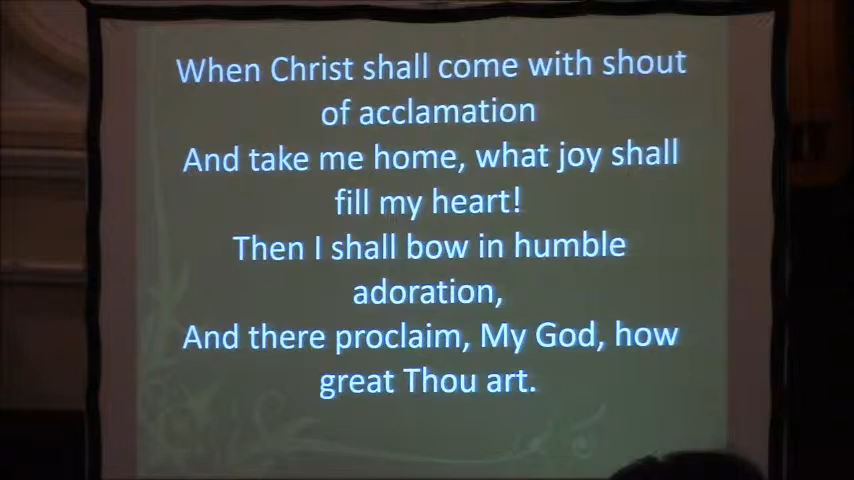 When Christ shall come with shout
of acclamation
And take me home, what joy shall
fill my heart!
Then I shall bow in humble
adoration,
And there proclaim, My God, how
great Thou art.